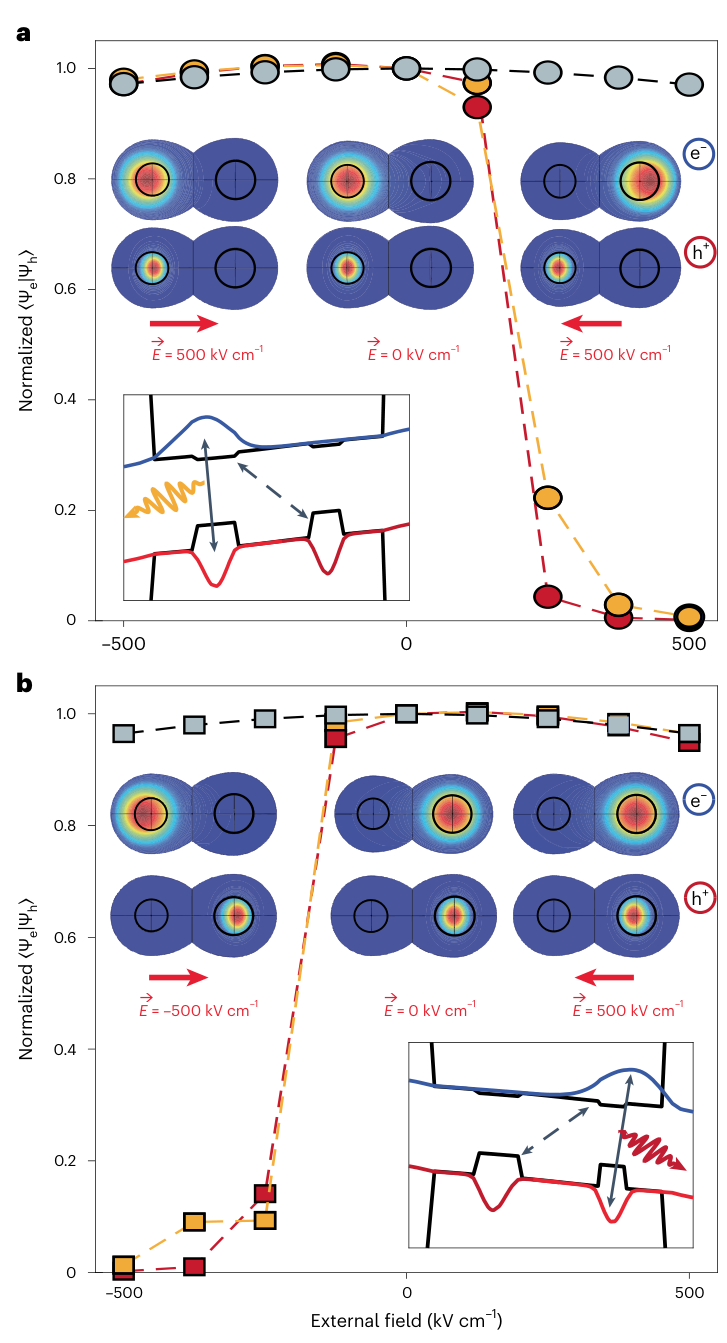 a
1.0
0.8
0.6
0.4
0.2
0
Normalized ⟨Ψe|Ψh⟩
e−
h+
E = 500 kV cm−1
E = 0 kV cm−1
E = 500 kV cm−1
−500
0
500
b
1.0
0.8
0.6
0.4
0.2
0
Normalized ⟨Ψe|Ψh⟩
e−
h+
E = −500 kV cm−1
E = 0 kV cm−1
E = 500 kV cm−1
−500
0
500
External field (kV cm−1)